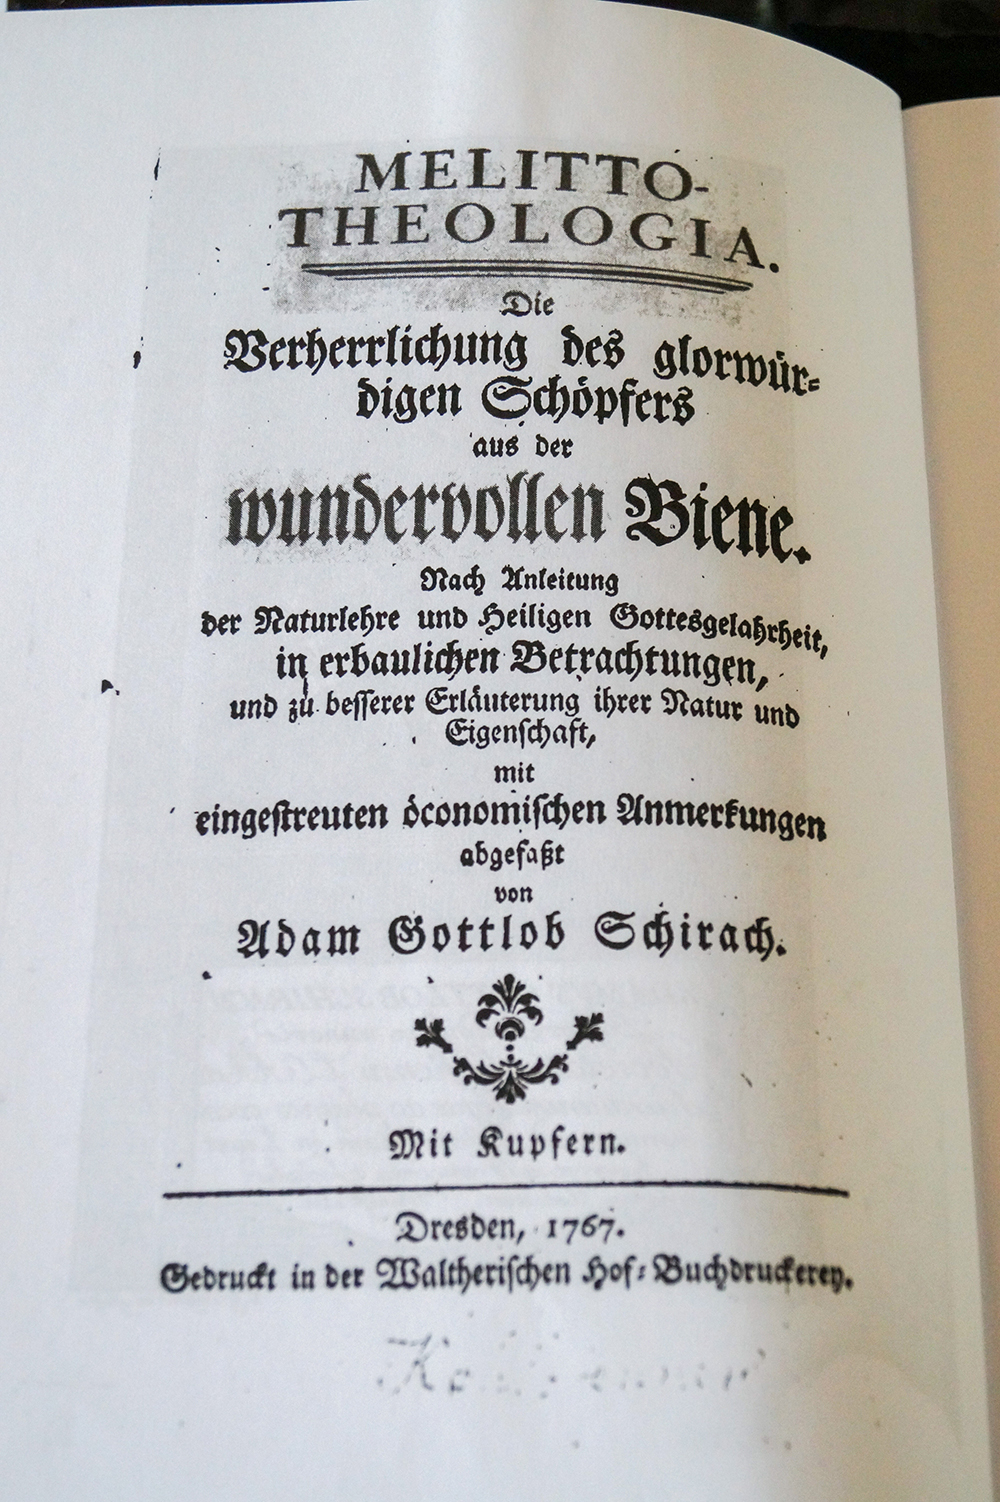 MELITTO-
THEOLOGIA.
Die
Verherrlichung des glorwür-
digen Schöpfers
aus der
wundervollen Biene.
Nach Anleitung
der Naturlehre und Heiligen Gottesgelahrheit,
in erbaulichen Betrachtungen,
und zu besserer Erläuterung ihrer Natur und
Eigenschaft,
mit
eingestreuten öconomischen Anmerkungen
abgefaßt
von
Adam Gottlob Schirach.
Mit Kupfern.
Dresden, 1767.
Gedruckt in der Waltherischen Hof-Buchdruckerey.